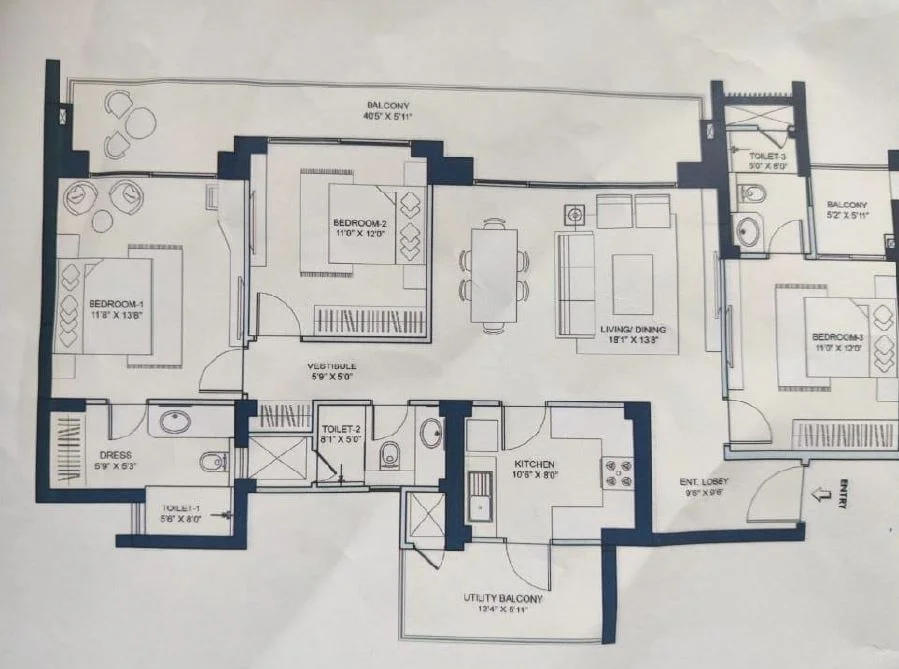 BALCONY
40'5" X 5'11"
TOILET-3
5'0" X 8'0"
BALCONY
5'2" X 5'11"
BEDROOM-2
11'0" X 12'0"
BEDROOM-1
11'8" X 13'8"
LIVING/ DINING
18'1" X 13'3"
BEDROOM-3
11'0" X 12'0"
VESTIBULE
5'9" X 5'0"
TOILET-2
8'1" X 5'0"
DRESS
5'9" X 5'3"
KITCHEN
10'6" X 8'0"
ENT. LOBBY
9'6" X 9'6"
ENTRY
TOILET-1
5'6" X 8'0"
UTILITY BALCONY
12'4" X 5'11"